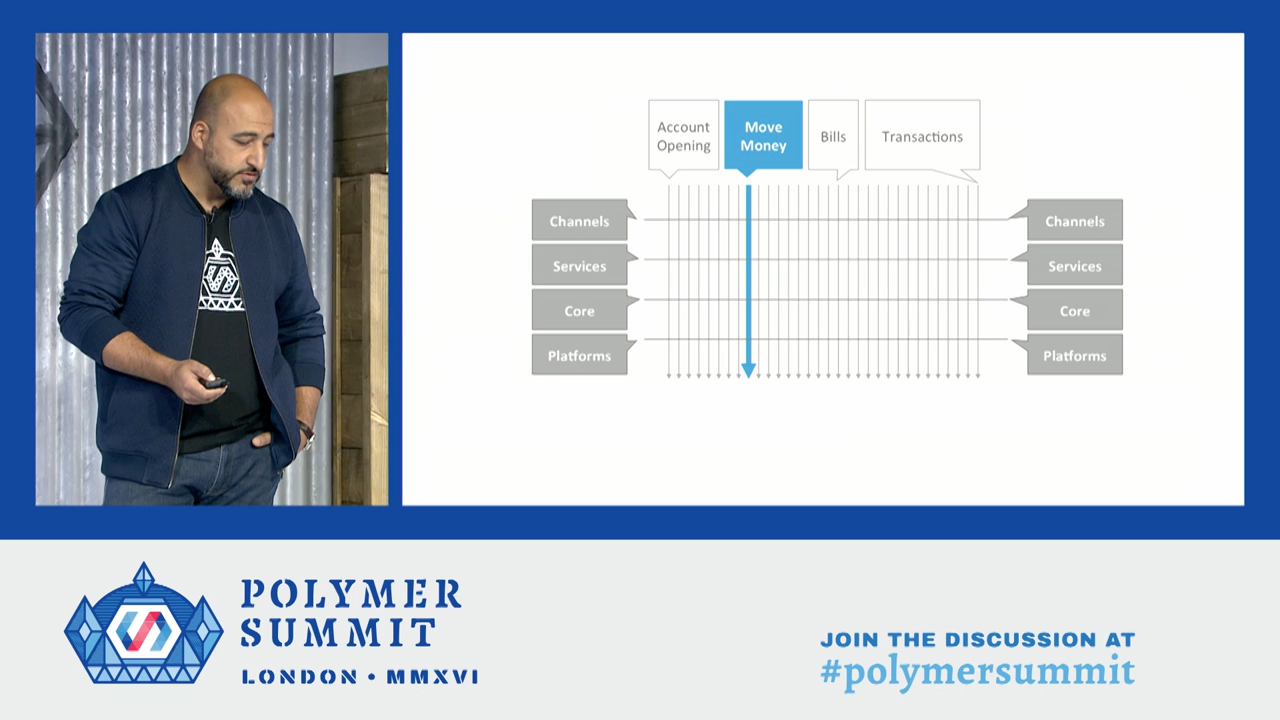 Account
Opening
Move
Money
Bills
Transactions
Channels
Services
Core
Platforms
Channels
Services
Core
Platforms
POLYMER
SUMMIT
LONDON • MMXVI
JOIN THE DISCUSSION AT
#polymersummit